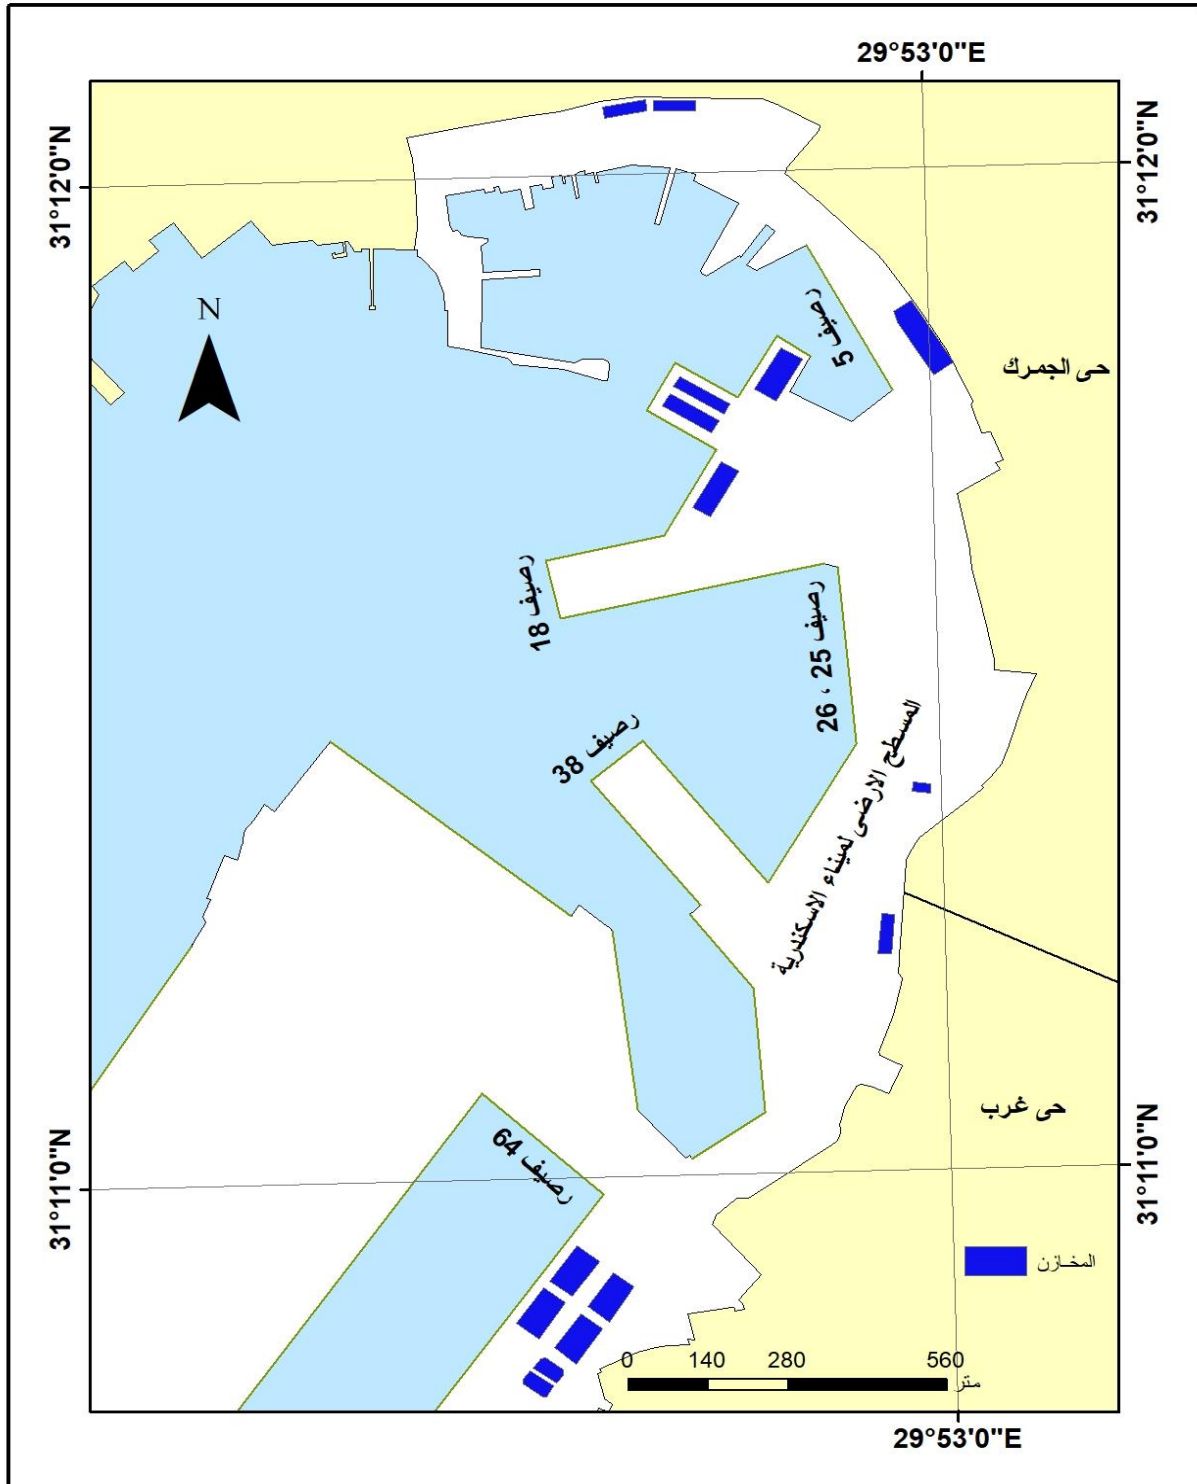 29°53'0"E
31°12'0"N
31°12'0"N
N
رصيف 5
حى الجمرك
رصيف 18
رصيف 25 ، 26
رصيف 38
المسطح الارضى لميناء الاسكندرية
حى غرب
رصيف 64
31°11'0"N
31°11'0"N
المخازن
0 140 280 560
متر
29°53'0"E